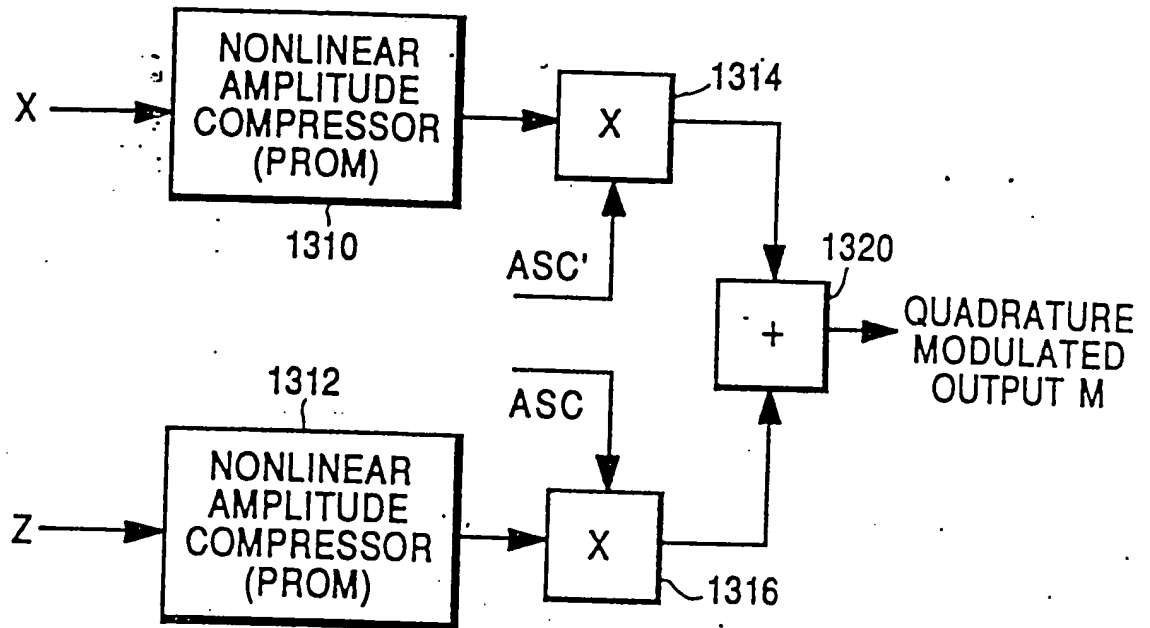 NONLINEAR
AMPLITUDE
COMPRESSOR
(PROM)
X
1310
X
1314
ASC'
1320
+
QUADRATURE
MODULATED
OUTPUT M
1312
ASC
NONLINEAR
AMPLITUDE
COMPRESSOR
(PROM)
Z
X
1316